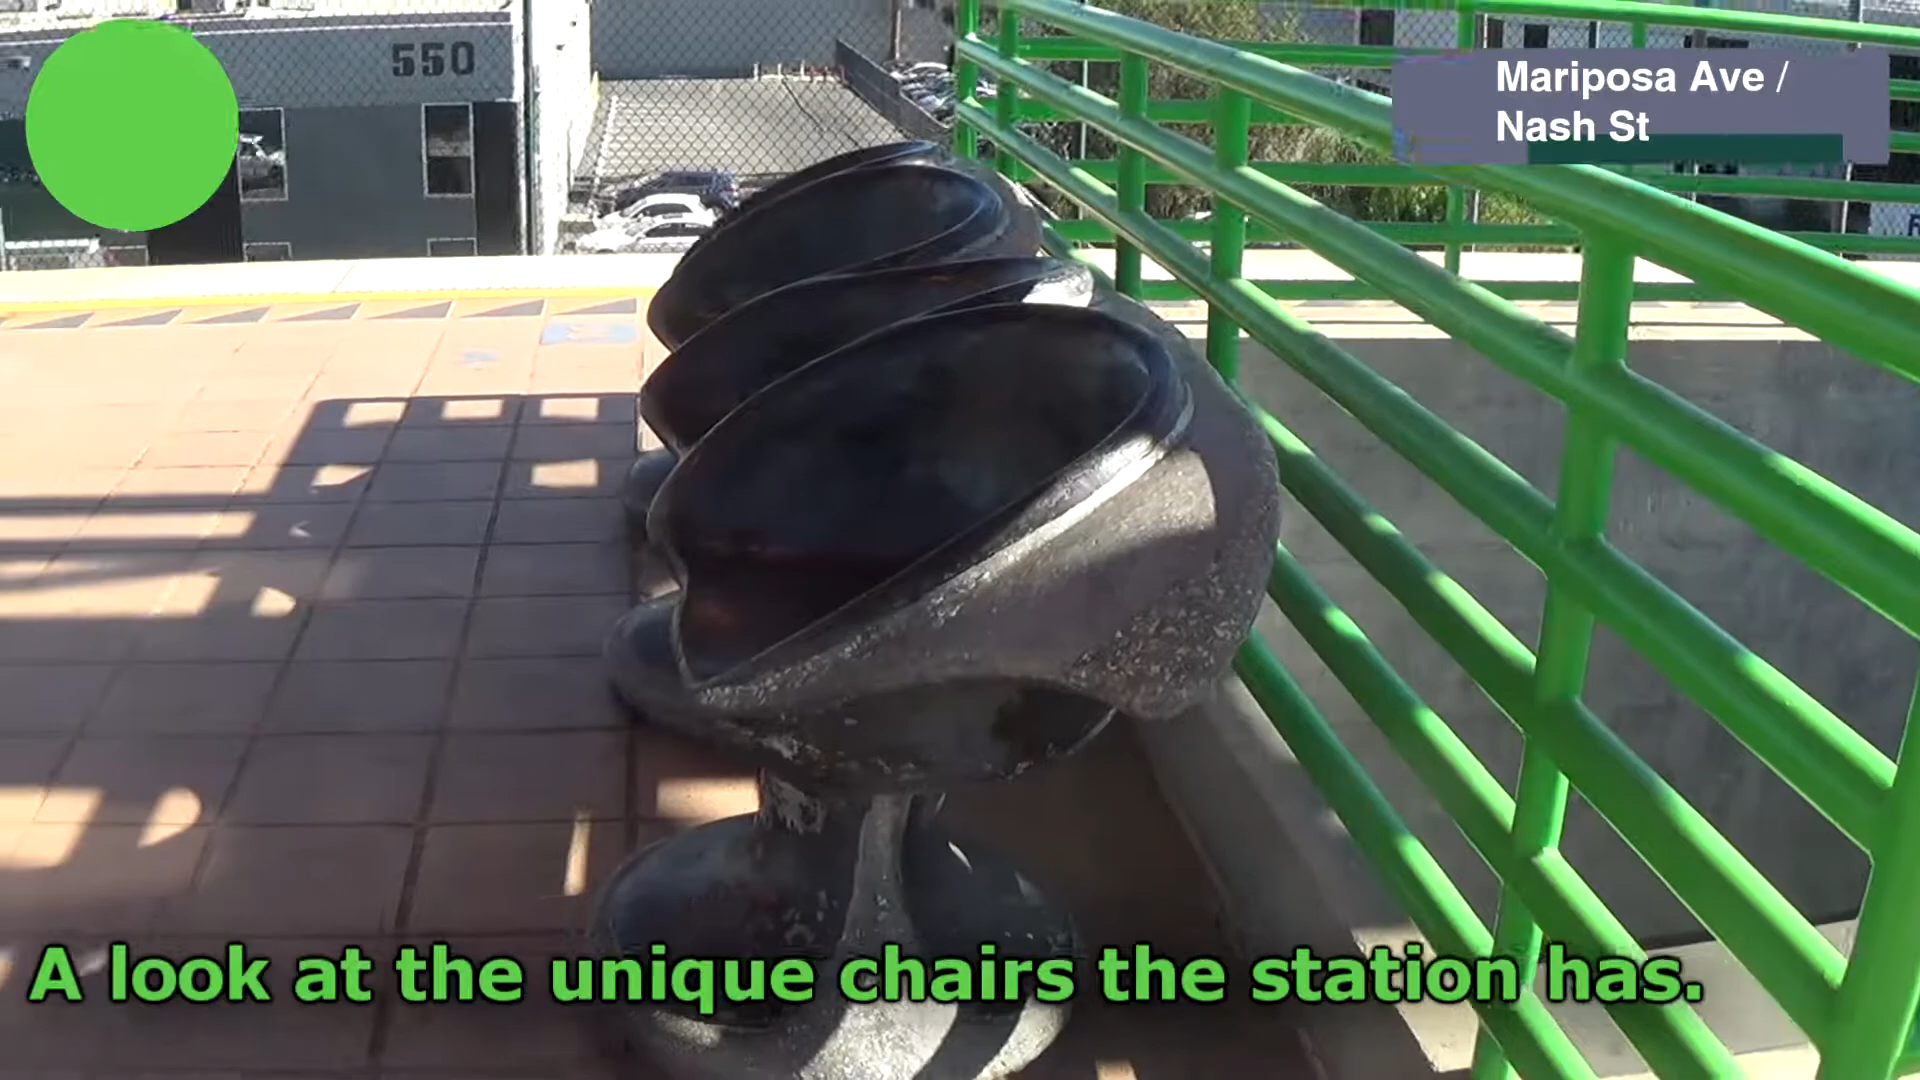 550
Mariposa Ave /
Nash St
A look at the unique chairs the station has.